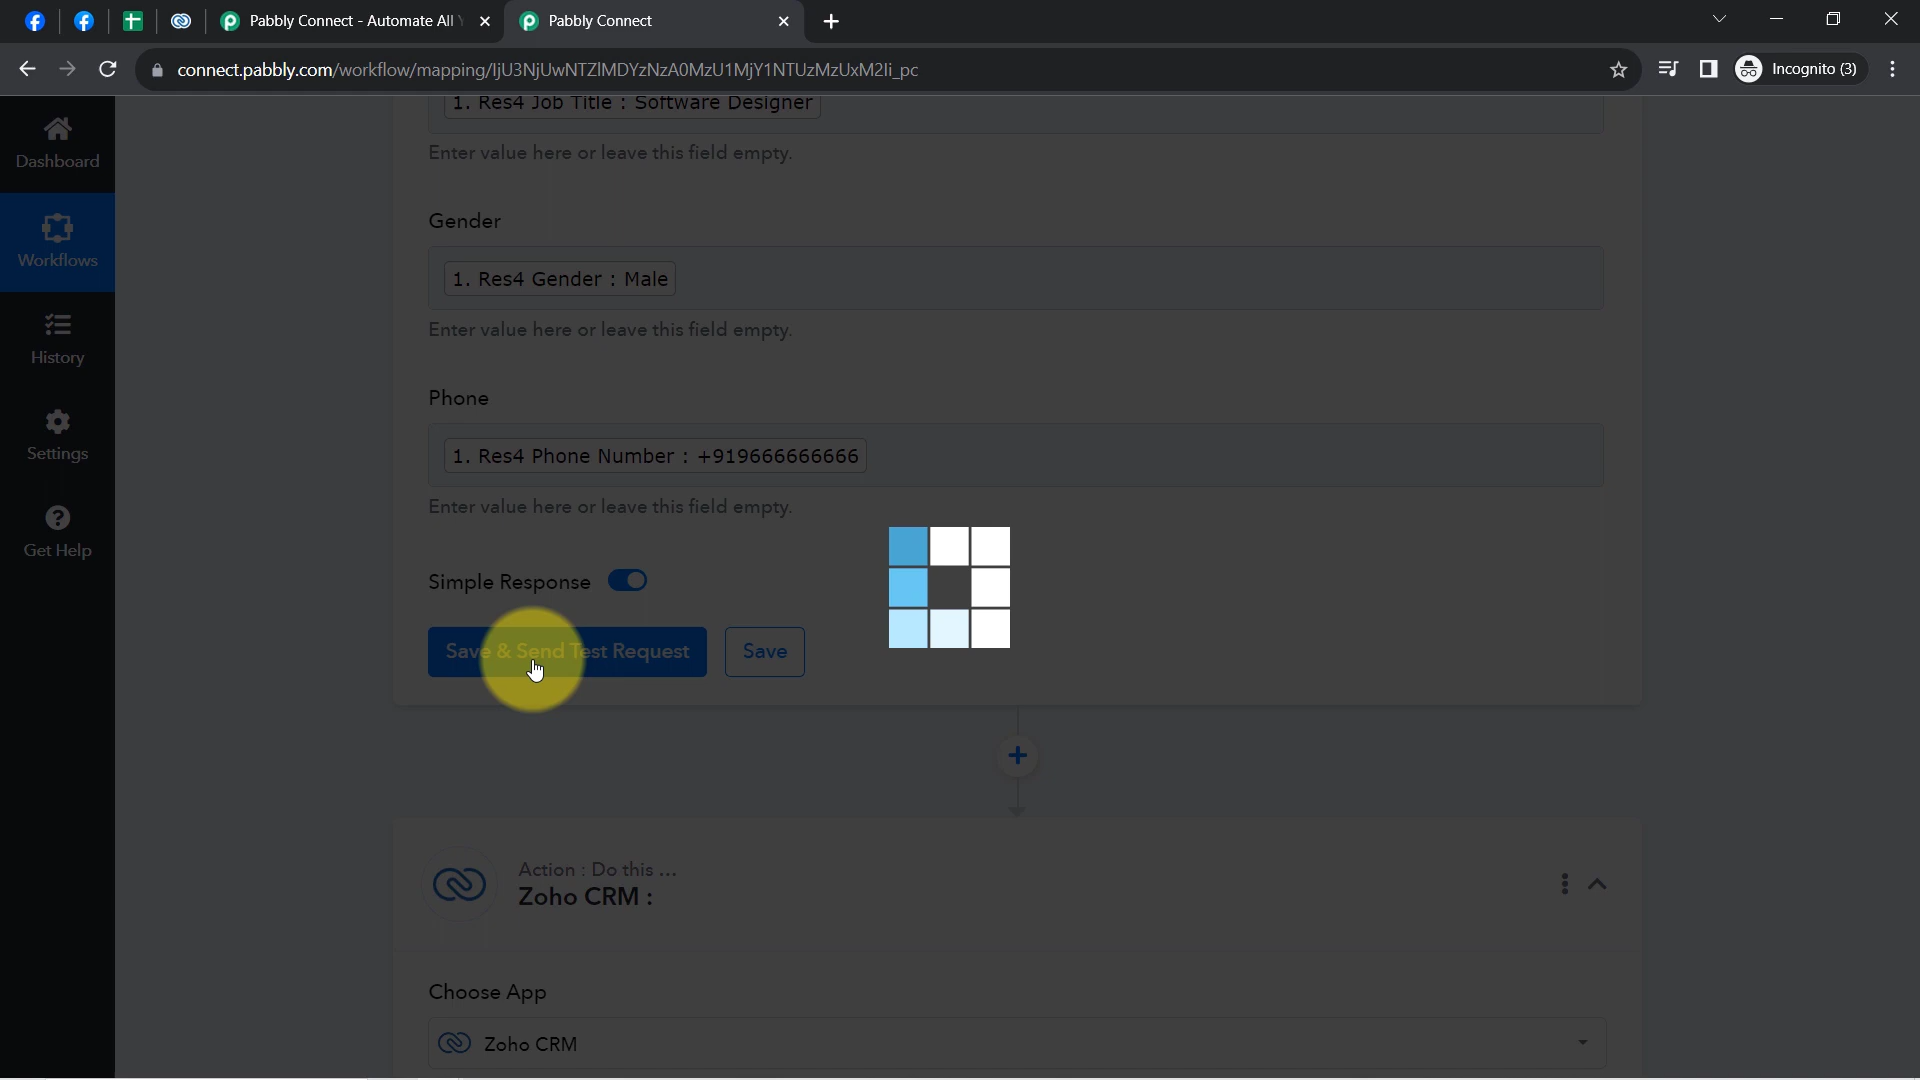 Pabbly Connect - Automate All
Pabbly Connect
connect.pabbly.com/workflow/mapping/IjU3NjUwNTZlMDYzNzA0MzU1MjY1NTUzMzUxM2Ii_pc
Incognito (3)
Dashboard
Workflows
History
Settings
Get Help
1. Res4 Job Title : Software Designer
Enter value here or leave this field empty.
Gender
1. Res4 Gender : Male
Enter value here or leave this field empty.
Phone
1. Res4 Phone Number : +919666666666
Enter value here or leave this field empty.
Simple Response
Save & Send Test Request
Save
Action : Do this ...
Zoho CRM :
Choose App
Zoho CRM